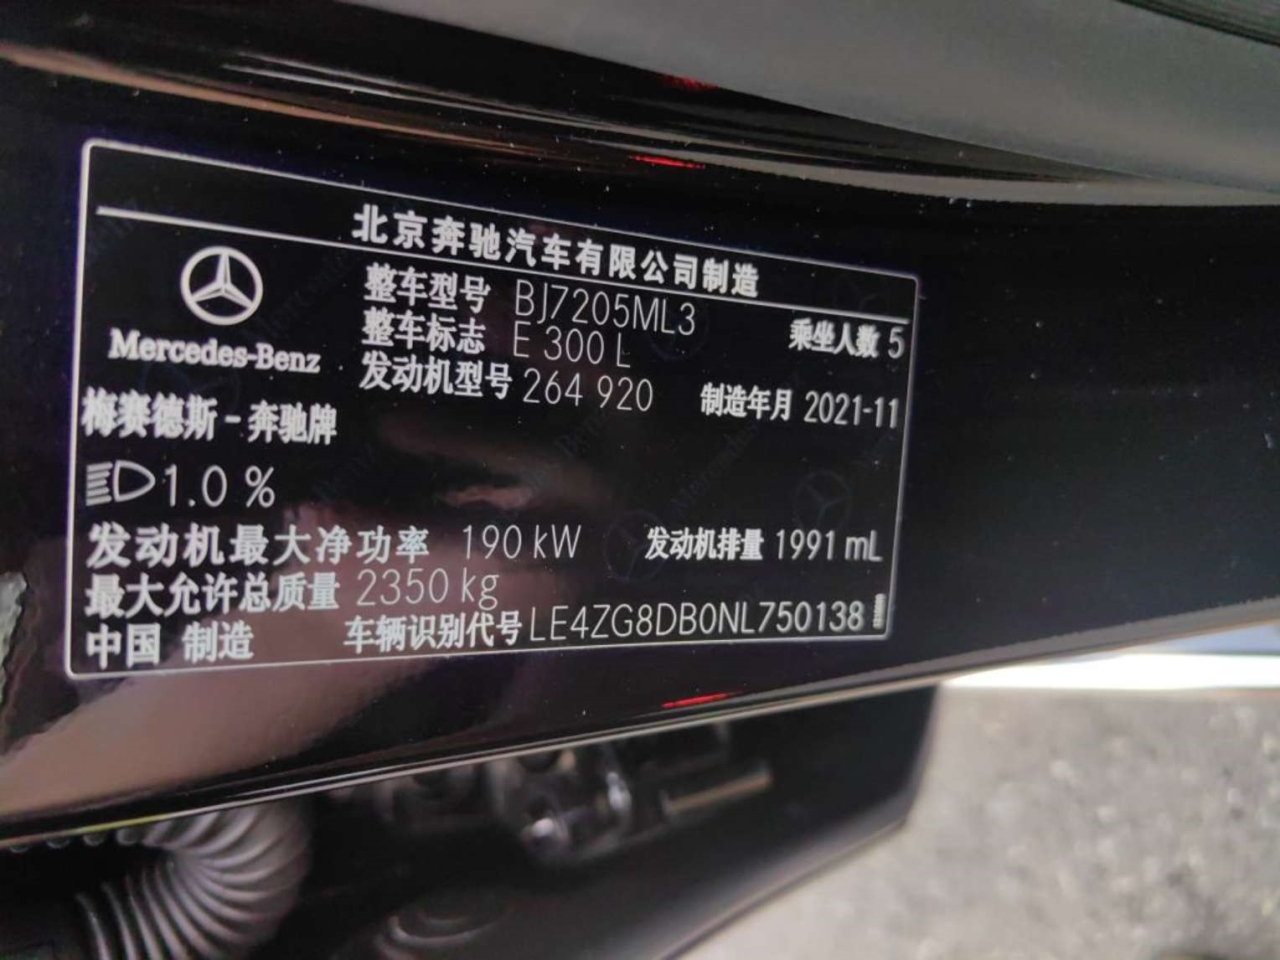 北京奔驰汽车有限公司制造
Mercedes-Benz
梅赛德斯-奔驰牌
整车型号 BJ7205ML3 乘坐人数 5
整车标志 E 300 L
发动机型号 264 920 制造年月 2021-11
1.0 %
发动机最大净功率 190 kW 发动机排量 1991 mL
最大允许总质量 2350 kg
中国 制造 车辆识别代号 LE4ZG8DB0NL750138